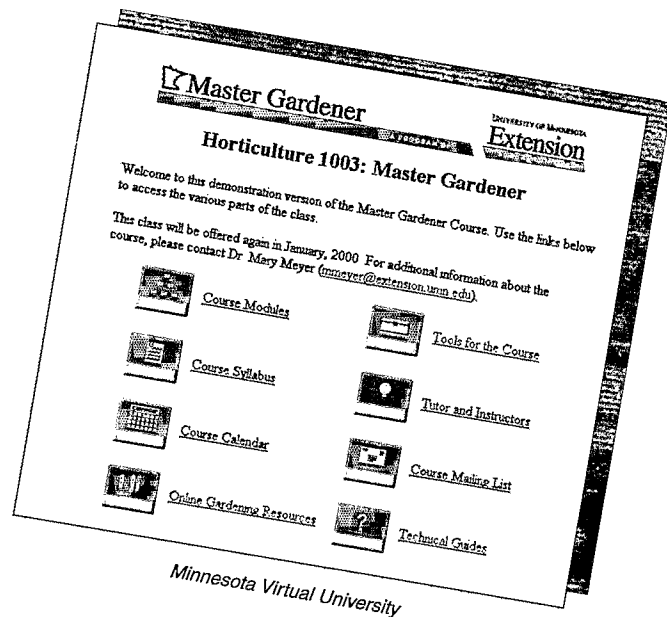 Master Gardener
UNIVERSITY OF MINNESOTA
Extension
Horticulture 1003: Master Gardener
Welcome to this demonstration version of the Master Gardener Course. Use the links below
to access the various parts of the class.
This class will be offered again in January, 2000 For additional information about the
course, please contact Dr Mary Meyer (mmeyer@extension.umn.edu).
Course Modules
Tools for the Course
Course Syllabus
Tutor and Instructors
Course Calendar
Course Mailing List
Online Gardening Resources
Technical Guides
Minnesota Virtual University